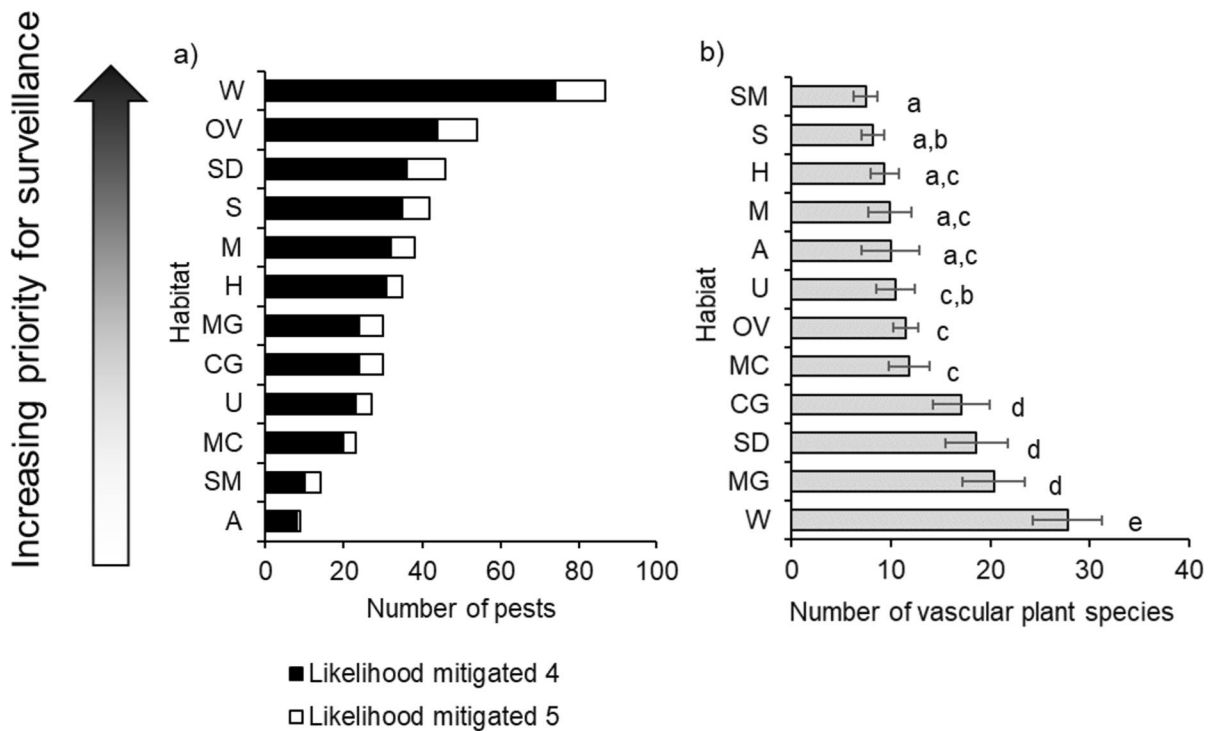 Increasing priority for surveillance
a)
Habitat
W
OV
SD
S
M
H
MG
CG
U
MC
SM
A
0 20 40 60 80 100
Number of pests
Likelihood mitigated 4
Likelihood mitigated 5
b)
Habiat
SM a
S a,b
H a,c
M a,c
A a,c
U c,b
OV c
MC c
CG d
SD d
MG d
W e
0 10 20 30 40
Number of vascular plant species